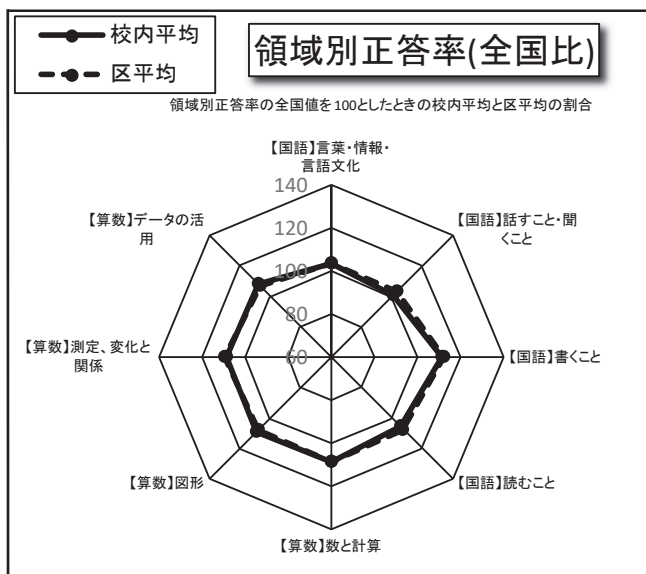 校内平均
区平均
領域別正答率(全国比)
領域別正答率の全国値を100としたときの校内平均と区平均の割合
【国語】言葉・情報・
言語文化
【国語】話すこと・聞
くこと
【国語】書くこと
【国語】読むこと
【算数】数と計算
【算数】図形
【算数】測定、変化と
関係
【算数】データの活
用
140
120
100
80
60